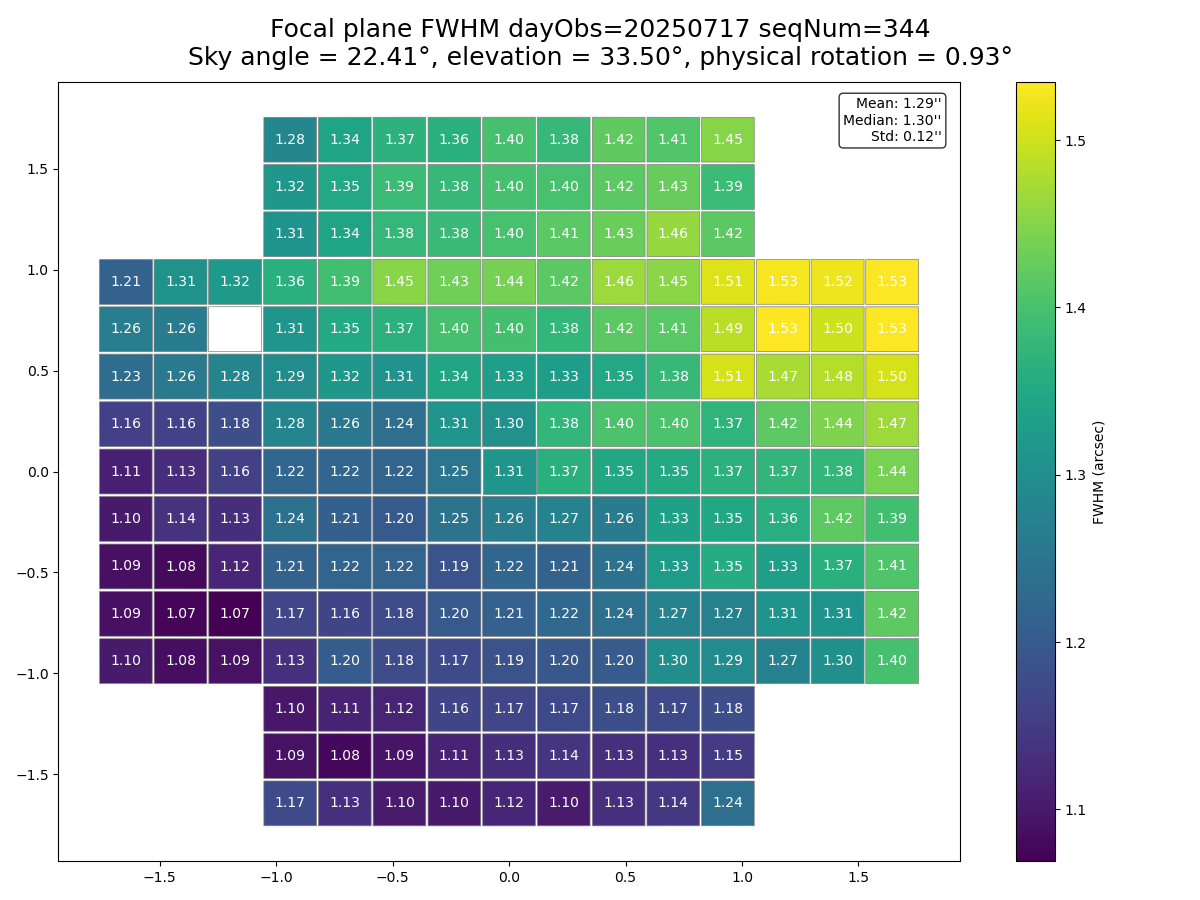 Focal plane FWHM dayObs=20250717 seqNum=344
Sky angle = 22.41°, elevation = 33.50°, physical rotation = 0.93°
Mean: 1.29''
Median: 1.30''
Std: 0.12''
1.28 1.34 1.37 1.36 1.40 1.38 1.42 1.41 1.45
1.32 1.35 1.39 1.38 1.40 1.40 1.42 1.43 1.39
1.31 1.34 1.38 1.38 1.40 1.41 1.43 1.46 1.42
1.21 1.31 1.32 1.36 1.39 1.45 1.43 1.44 1.42 1.46 1.45 1.51 1.53 1.52 1.53
1.26 1.26 1.31 1.35 1.37 1.40 1.40 1.38 1.42 1.41 1.49 1.53 1.50 1.53
1.23 1.26 1.28 1.29 1.32 1.31 1.34 1.33 1.33 1.35 1.38 1.51 1.47 1.48 1.50
1.16 1.16 1.18 1.28 1.26 1.24 1.31 1.30 1.38 1.40 1.40 1.37 1.42 1.44 1.47
1.11 1.13 1.16 1.22 1.22 1.22 1.25 1.31 1.37 1.35 1.35 1.37 1.37 1.38 1.44
1.10 1.14 1.13 1.24 1.21 1.20 1.25 1.26 1.27 1.26 1.33 1.35 1.36 1.42 1.39
1.09 1.08 1.12 1.21 1.22 1.22 1.19 1.22 1.21 1.24 1.33 1.35 1.33 1.37 1.41
1.09 1.07 1.07 1.17 1.16 1.18 1.20 1.21 1.22 1.24 1.27 1.27 1.31 1.31 1.42
1.10 1.08 1.09 1.13 1.20 1.18 1.17 1.19 1.20 1.20 1.30 1.29 1.27 1.30 1.40
1.10 1.11 1.12 1.16 1.17 1.17 1.18 1.17 1.18
1.09 1.08 1.09 1.11 1.13 1.14 1.13 1.13 1.15
1.17 1.13 1.10 1.10 1.12 1.10 1.13 1.14 1.24
1.5
1.0
0.5
0.0
−0.5
−1.0
−1.5
−1.5 −1.0 −0.5 0.0 0.5 1.0 1.5
1.5
1.4
1.3
1.2
1.1
FWHM (arcsec)